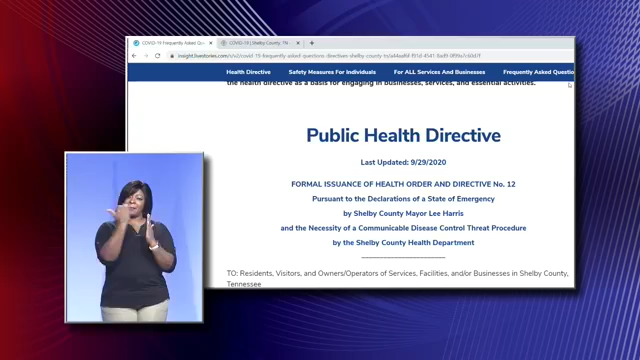 COVID-19 Frequently Asked Qu
COVID-19 | Shelby County, TN -
Health Directive
Safety Measures For Individuals
For ALL Services And Businesses
Frequently Asked Questio
the health directive as a basis for engaging in businesses, services, and essential activities.
Public Health Directive
Last Updated: 9/29/2020
FORMAL ISSUANCE OF HEALTH ORDER AND DIRECTIVE No. 12
Pursuant to the Declarations of a State of Emergency
by Shelby County Mayor Lee Harris
and the Necessity of a Communicable Disease Control Threat Procedure
by the Shelby County Health Department
TO: Residents, Visitors, and Owners/Operators of Services, Facilities, and/or Businesses in Shelby County,
Tennessee